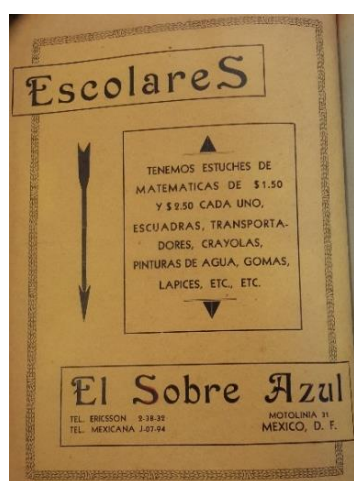 EscolareS
TENEMOS ESTUCHES DE
MATEMATICAS DE $1.50
Y $2.50 CADA UNO,
ESCUADRAS, TRANSPORTA-
DORES, CRAYOLAS,
PINTURAS DE AGUA, GOMAS,
LAPICES, ETC., ETC.
El Sobre Azul
TEL. ERICSSON 2-38-32
TEL. MEXICANA J-07-94
MOTOLINIA 31
MEXICO, D. F.